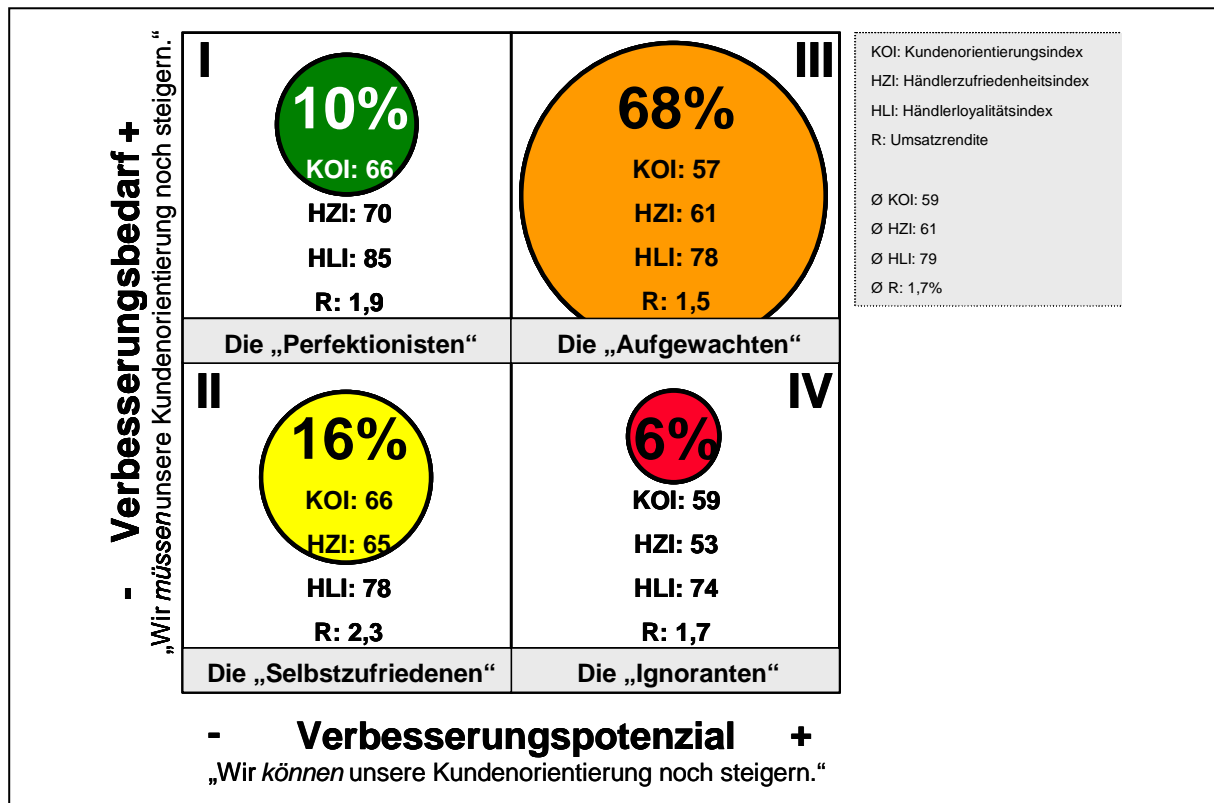 - Verbesserungsbedarf +
„Wir müssen unsere Kundenorientierung noch steigern.“
I
10%
KOI: 66
HZI: 70
HLI: 85
R: 1,9
Die „Perfektionisten“
III
68%
KOI: 57
HZI: 61
HLI: 78
R: 1,5
Die „Aufgewachten“
II
16%
KOI: 66
HZI: 65
HLI: 78
R: 2,3
Die „Selbstzufriedenen“
IV
6%
KOI: 59
HZI: 53
HLI: 74
R: 1,7
Die „Ignoranten“
- Verbesserungspotenzial +
„Wir können unsere Kundenorientierung noch steigern.“
KOI: Kundenorientierungsindex
HZI: Händlerzufriedenheitsindex
HLI: Händlerloyalitätsindex
R: Umsatzrendite
Ø KOI: 59
Ø HZI: 61
Ø HLI: 79
Ø R: 1,7%